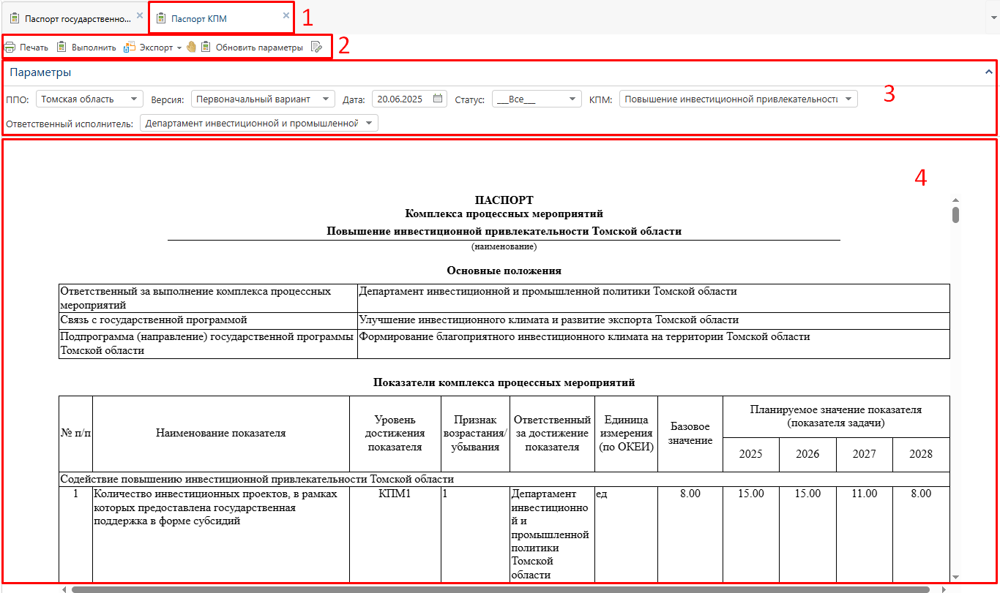 Паспорт государственно...
Паспорт КПМ
1
Печать Выполнить Экспорт Обновить параметры
2
Параметры
ППО: Томская область Версия: Первоначальный вариант Дата: 20.06.2025 Статус: ___Все___ КПМ: Повышение инвестиционной привлекательности
3
Ответственный исполнитель: Департамент инвестиционной и промышленной
4
ПАСПОРТ
Комплекса процессных мероприятий
Повышение инвестиционной привлекательности Томской области
(наименование)
Основные положения
Ответственный за выполнение комплекса процессных
мероприятий
Департамент инвестиционной и промышленной политики Томской области
Связь с государственной программой
Улучшение инвестиционного климата и развитие экспорта Томской области
Подпрограмма (направление) государственной программы
Томской области
Формирование благоприятного инвестиционного климата на территории Томской области
Показатели комплекса процессных мероприятий
№ п/п
Наименование показателя
Уровень
достижения
показателя
Признак
возрастания/
убывания
Ответственный
за достижение
показателя
Единица
измерения
(по ОКЕИ)
Базовое
значение
Планируемое значение показателя
(показателя задачи)
2025 2026 2027 2028
Содействие повышению инвестиционной привлекательности Томской области
1
Количество инвестиционных проектов, в рамках
которых предоставлена государственная
поддержка в форме субсидий
КПМ1
1
Департамент
инвестиционно
й и
промышленной
политики
Томской
области
ед
8.00
15.00
15.00
11.00
8.00